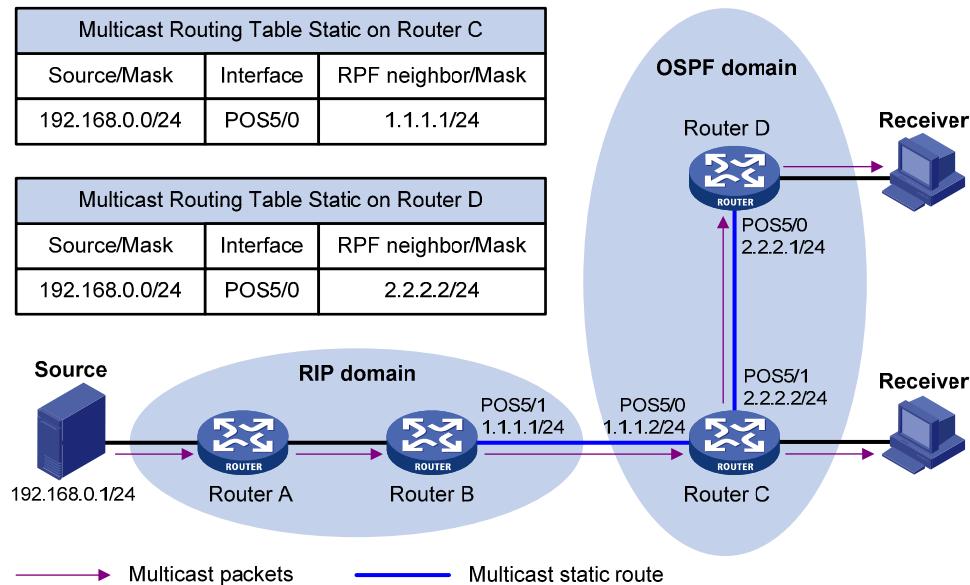 Multicast Routing Table Static on Router C
Source/Mask Interface RPF neighbor/Mask
192.168.0.0/24 POS5/0 1.1.1.1/24
Multicast Routing Table Static on Router D
Source/Mask Interface RPF neighbor/Mask
192.168.0.0/24 POS5/0 2.2.2.2/24
OSPF domain
Router D
ROUTER
Receiver
POS5/0
2.2.2.1/24
Source
192.168.0.1/24
RIP domain
ROUTER
Router A
ROUTER
Router B
POS5/1
1.1.1.1/24
POS5/0
1.1.1.2/24
POS5/1
2.2.2.2/24
ROUTER
Router C
Receiver
Multicast packets
Multicast static route